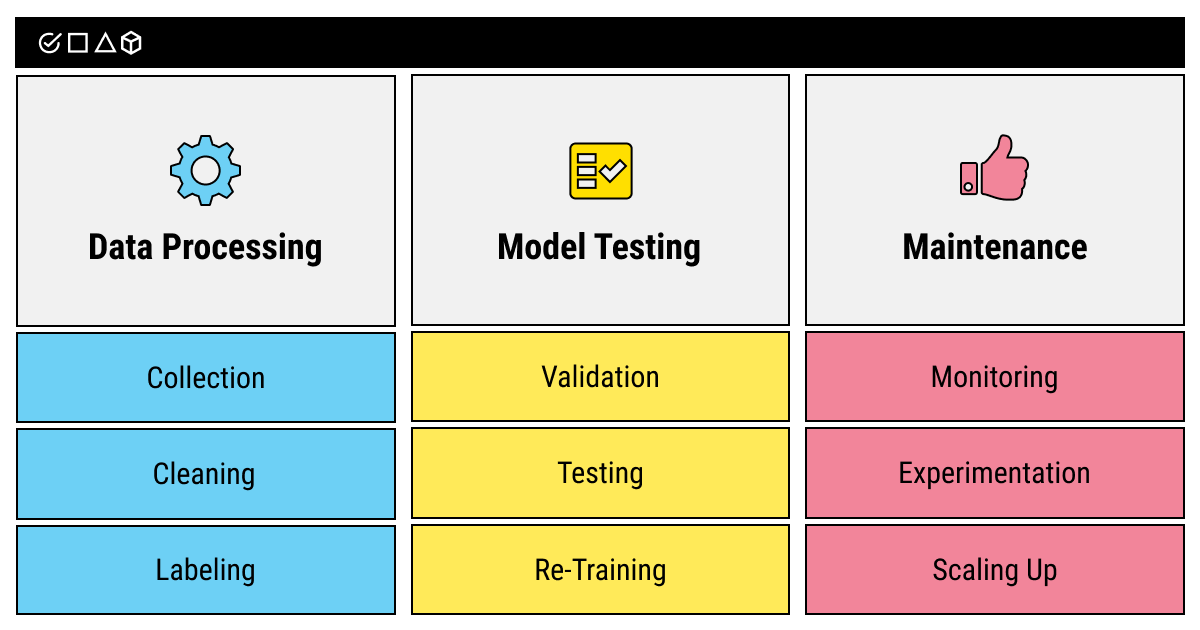 Data Processing
Model Testing
Maintenance
Collection
Validation
Monitoring
Cleaning
Testing
Experimentation
Labeling
Re-Training
Scaling Up